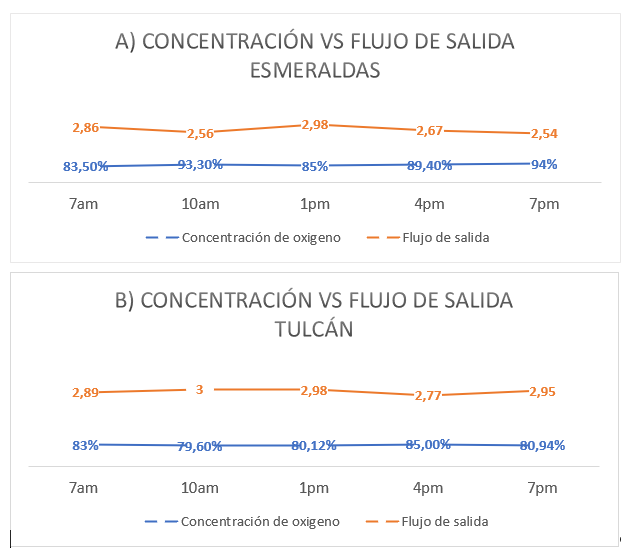 A) CONCENTRACIÓN VS FLUJO DE SALIDA
ESMERALDAS
2,86 2,56 2,98 2,67 2,54
83,50% 93,30% 85% 89,40% 94%
7am 10am 1pm 4pm 7pm
Concentración de oxigeno Flujo de salida
B) CONCENTRACIÓN VS FLUJO DE SALIDA
TULCÁN
2,89 3 2,98 2,77 2,95
83% 79,60% 80,12% 85,00% 80,94%
7am 10am 1pm 4pm 7pm
Concentración de oxigeno Flujo de salida